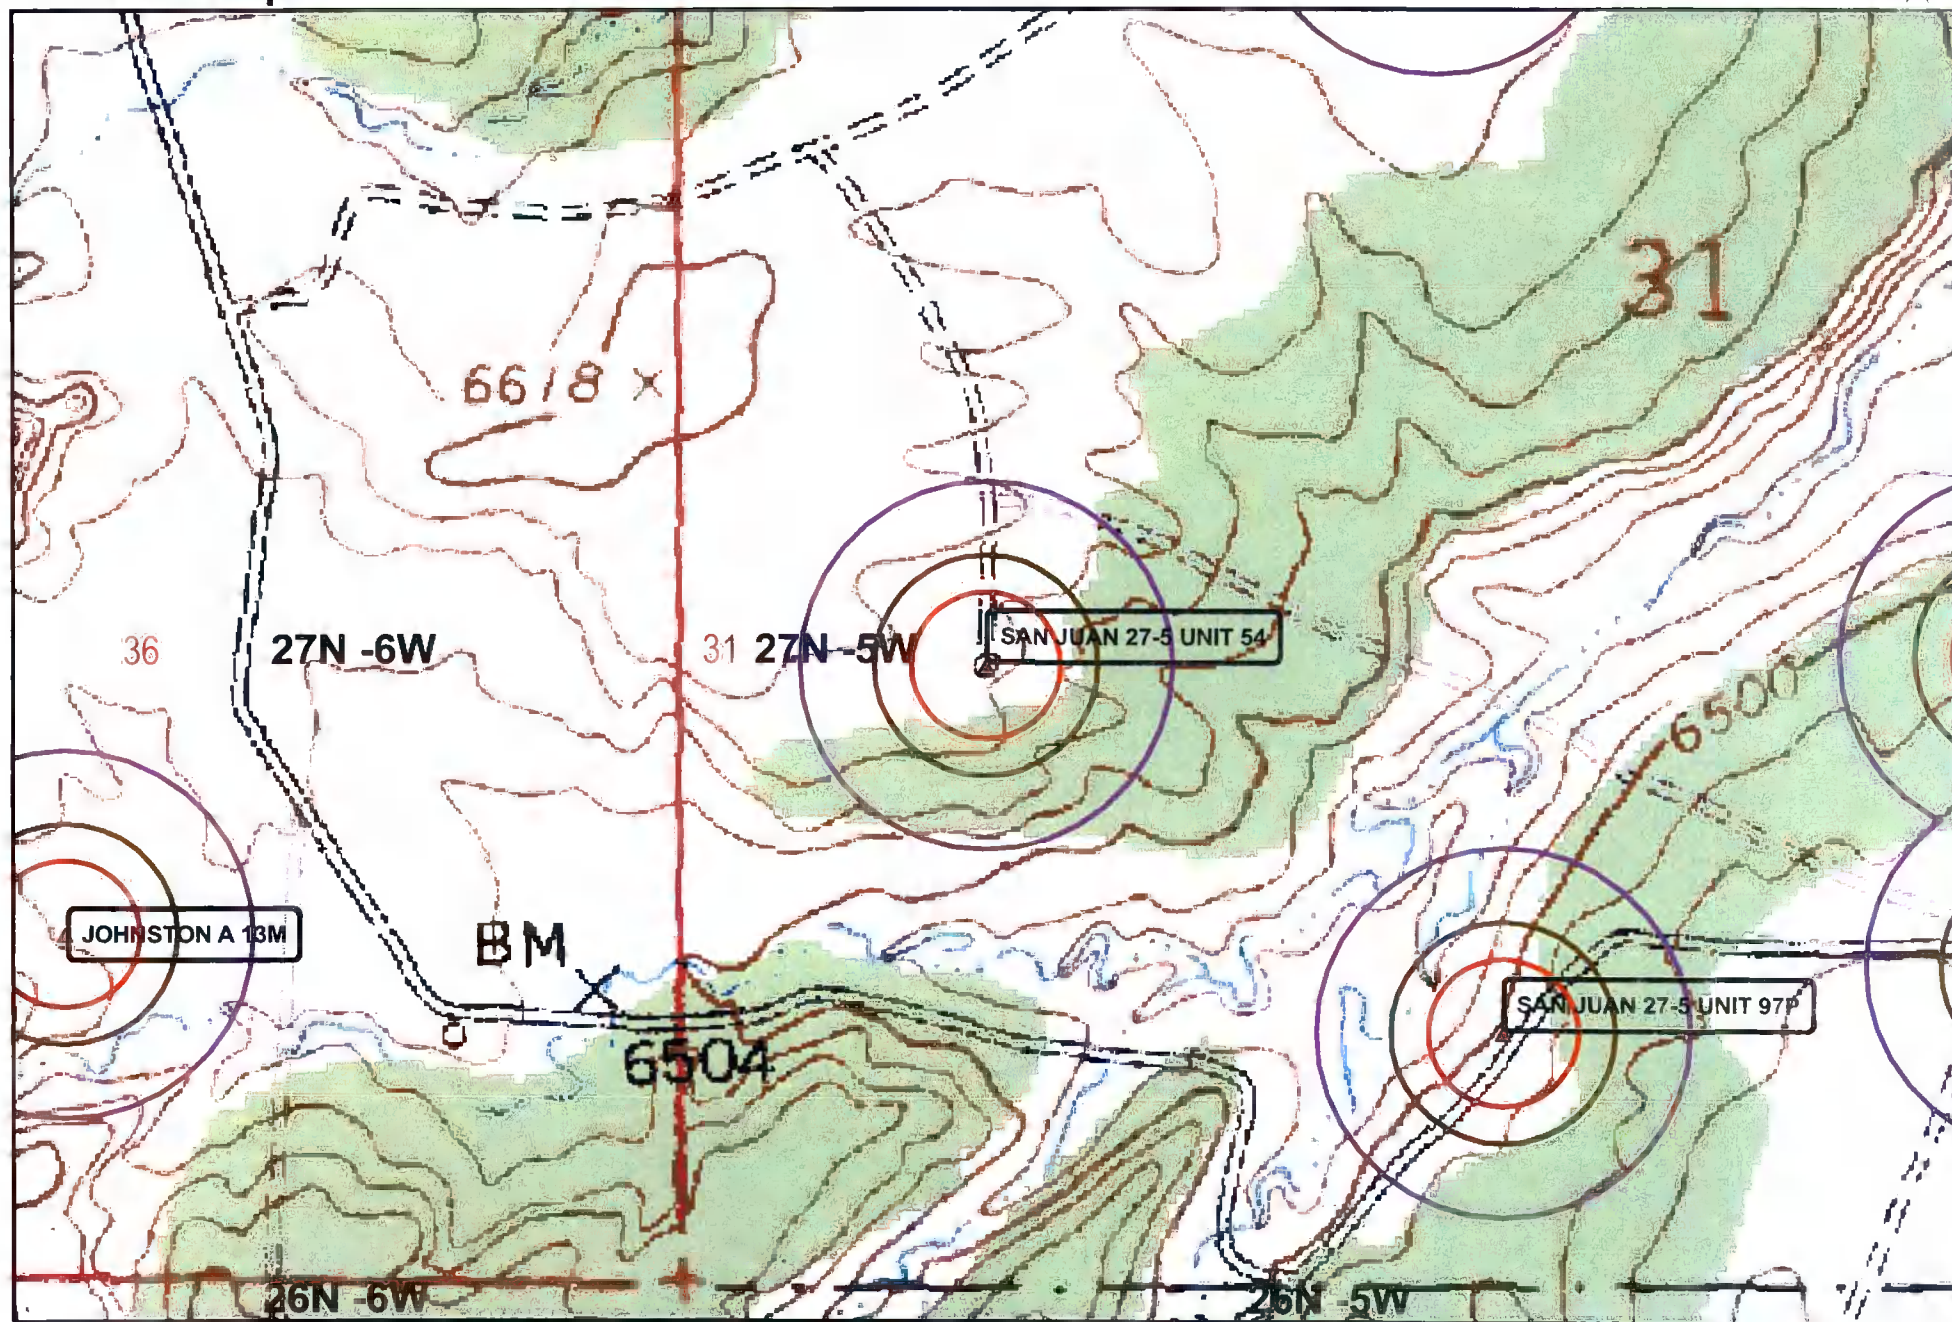 31
6618
36
27N -6W
31 27N -5W
SAN JUAN 27-5 UNIT 54
6500
JOHNSTON A 13M
BM
SAN JUAN 27-5 UNIT 97P
6504
26N -6W
26N -5W